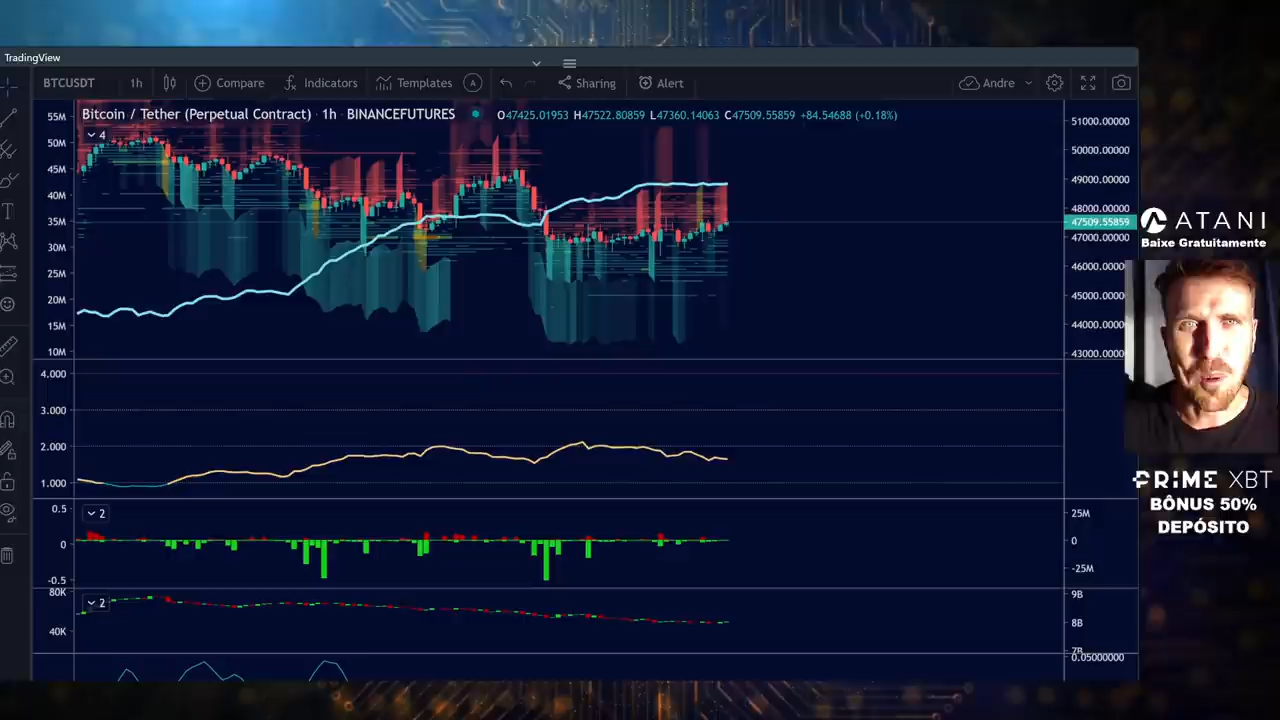 TradingView
BTCUSDT 1h Compare Indicators Templates A Sharing Alert Andre
Bitcoin / Tether (Perpetual Contract) · 1h · BINANCEFUTURES O47425.01953 H47522.80859 L47360.14063 C47509.55859 +84.54688 (+0.18%)
4
55M
50M
45M
40M
35M
30M
25M
20M
15M
10M
51000.00000
50000.00000
49000.00000
48000.00000
47509.55859
47000.00000
46000.00000
45000.00000
44000.0000
43000.0000
4.000
3.000
2.000
1.000
0.5
2
0
-0.5
25M
0
-25M
80K
2
40K
9B
8B
7B
0.05000000
ATANI
Baixe Gratuitamente
PRIME XBT
BÔNUS 50%
DEPÓSITO